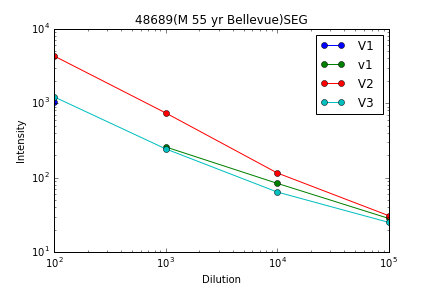 48689(M 55 yr Bellevue)SEG
10^4
10^3
10^2
10^1
Intensity
10^2 10^3 10^4 10^5
Dilution
V1
v1
V2
V3